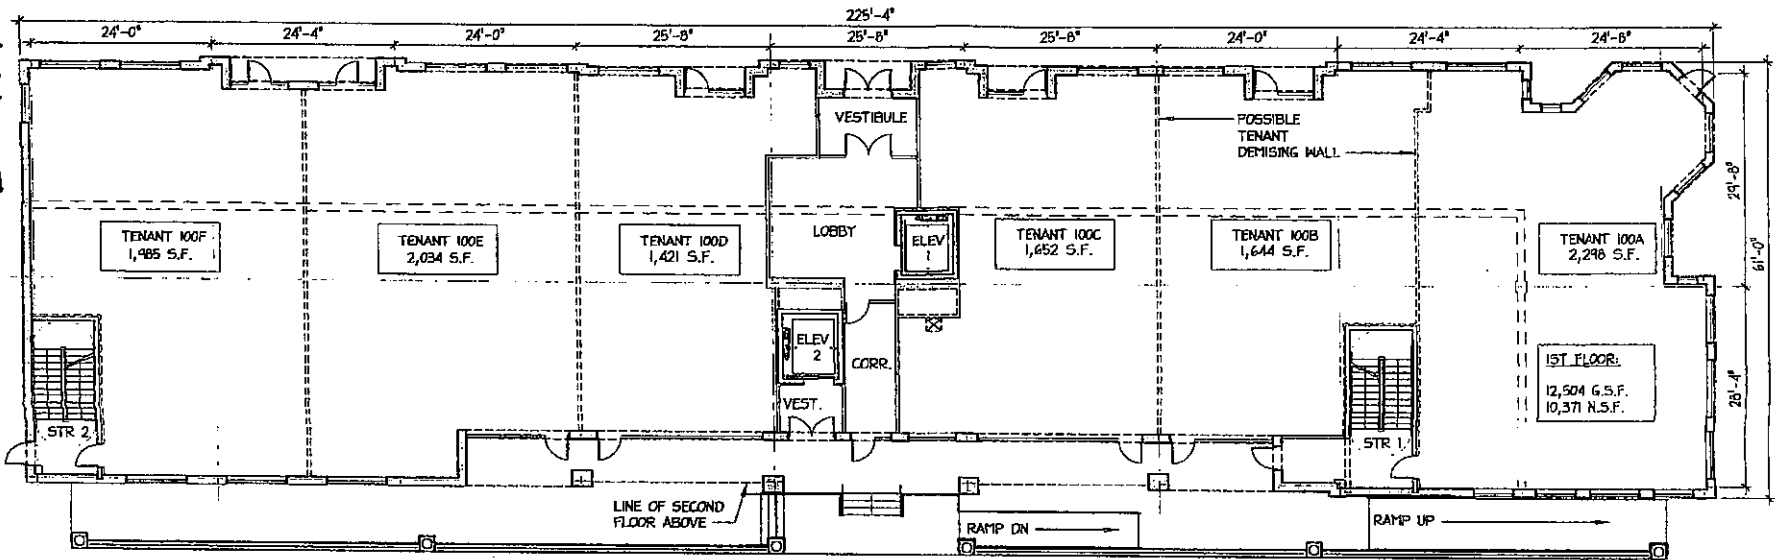 225'-4"
24'-0" 24'-4" 24'-0" 25'-8" 25'-8" 25'-8" 24'-0" 24'-4" 24'-8"
VESTIBULE
POSSIBLE
TENANT
DEMISING WALL
29'-8"
61'-0"
TENANT 100F
1,985 S.F.
TENANT 100E
2,034 S.F.
TENANT 100D
1,421 S.F.
LOBBY
ELEV
1
TENANT 100C
1,652 S.F.
TENANT 100B
1,644 S.F.
TENANT 100A
2,298 S.F.
ELEV
2
CORR.
VEST.
1ST FLOOR:
12,504 G.S.F.
10,371 N.S.F.
28'-4"
STR 2
STR 1
LINE OF SECOND
FLOOR ABOVE
RAMP DN
RAMP UP